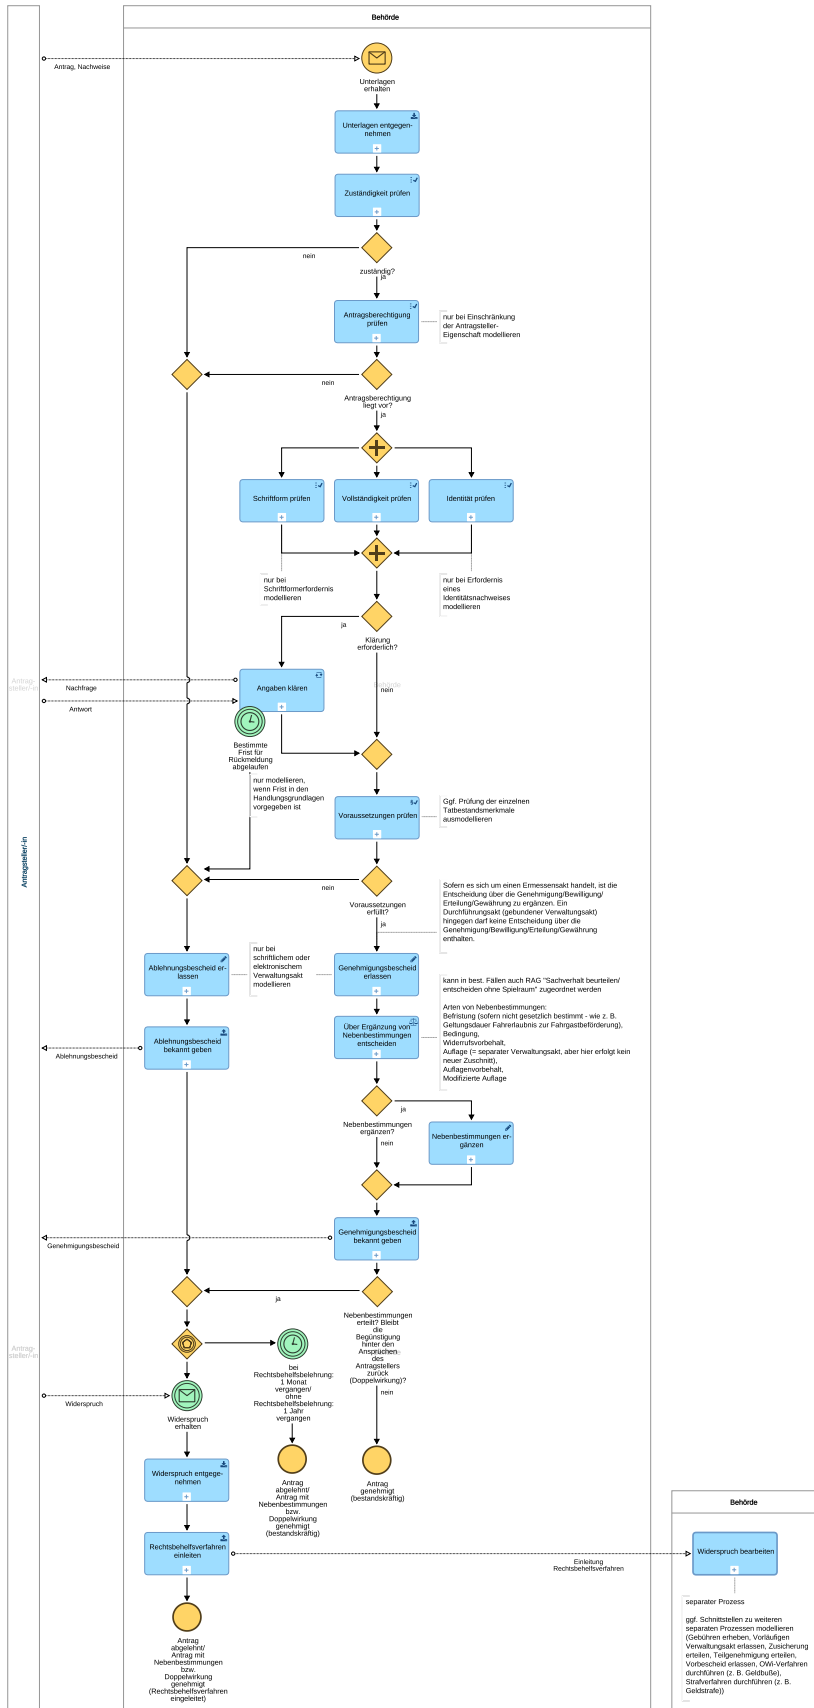 Behörde
Antrag, Nachweise
Unterlagen
erhalten
Unterlagen entgegen-
nehmen
Zuständigkeit prüfen
nein
zuständig?
ja
Antragsberechtigung
prüfen
nur bei Einschränkung
der Antragsteller-
Eigenschaft modellieren
nein
Antragsberechtigung
liegt vor?
ja
Schriftform prüfen
Vollständigkeit prüfen
Identität prüfen
nur bei
Schriftformerfordernis
modellieren
nur bei Erfordernis
eines
Identitätsnachweises
modellieren
ja
Klärung
erforderlich?
Antrag-
steller/-in
Nachfrage
Angaben klären
Behörde
nein
Antwort
Bestimmte
Frist für
Rückmeldung
abgelaufen
nur modellieren,
wenn Frist in den
Handlungsgrundlagen
vorgegeben ist
Voraussetzungen prüfen
Ggf. Prüfung der einzelnen
Tatbestandsmerkmale
ausmodellieren
Antragsteller/-in
nein
Voraussetzungen
erfüllt?
ja
Sofern es sich um einen Ermessensakt handelt, ist die
Entscheidung über die Genehmigung/Bewilligung/
Erteilung/Gewährung zu ergänzen. Ein
Durchführungsakt (gebundener Verwaltungsakt)
hingegen darf keine Entscheidung über die
Genehmigung/Bewilligung/Erteilung/Gewährung
enthalten.
Ablehnungsbescheid er-
lassen
nur bei
schriftlichem oder
elektronischem
Verwaltungsakt
modellieren
Genehmigungsbescheid
erlassen
kann in best. Fällen auch RAG "Sachverhalt beurteilen/
entscheiden ohne Spielraum" zugeordnet werden
Arten von Nebenbestimmungen:
Befristung (sofern nicht gesetzlich bestimmt - wie z. B.
Geltungsdauer Fahrerlaubnis zur Fahrgastbeförderung),
Bedingung,
Widerrufsvorbehalt,
Auflage (= separater Verwaltungsakt, aber hier erfolgt kein
neuer Zuschnitt),
Auflagenvorbehalt,
Modifizierte Auflage
Ablehnungsbescheid
bekannt geben
Über Ergänzung von
Nebenbestimmungen
entscheiden
Ablehnungsbescheid
ja
Nebenbestimmungen
ergänzen?
nein
Nebenbestimmungen er-
gänzen
Genehmigungsbescheid
bekannt geben
Genehmigungsbescheid
ja
Nebenbestimmungen
erteilt? Bleibt
die
Begünstigung
hinter den
Ansprüchen
des
Antragstellers
zurück
(Doppelwirkung)?
nein
Antrag-
steller/-in
bei
Rechtsbehelfsbelehrung:
1 Monat
vergangen/
ohne
Rechtsbehelfsbelehrung:
1 Jahr
vergangen
Widerspruch
Widerspruch
erhalten
Widerspruch entgege-
nehmen
Antrag
abgelehnt/
Antrag mit
Nebenbestimmungen
bzw.
Doppelwirkung
genehmigt
(bestandskräftig)
Antrag
genehmigt
(bestandskräftig)
Behörde
Rechtsbehelfsverfahren
einleiten
Einleitung
Rechtsbehelfsverfahren
Widerspruch bearbeiten
separater Prozess
ggf. Schnittstellen zu weiteren
separaten Prozessen modellieren
(Gebühren erheben, Vorläufigen
Verwaltungsakt erlassen, Zusicherung
erteilen, Teilgenehmigung erteilen,
Vorbescheid erlassen, OWi-Verfahren
durchführen (z. B. Geldbuße),
Strafverfahren durchführen (z. B.
Geldstrafe))
Antrag
abgelehnt/
Antrag mit
Nebenbestimmungen
bzw.
Doppelwirkung
genehmigt
(Rechtsbehelfsverfahren
eingeleitet)